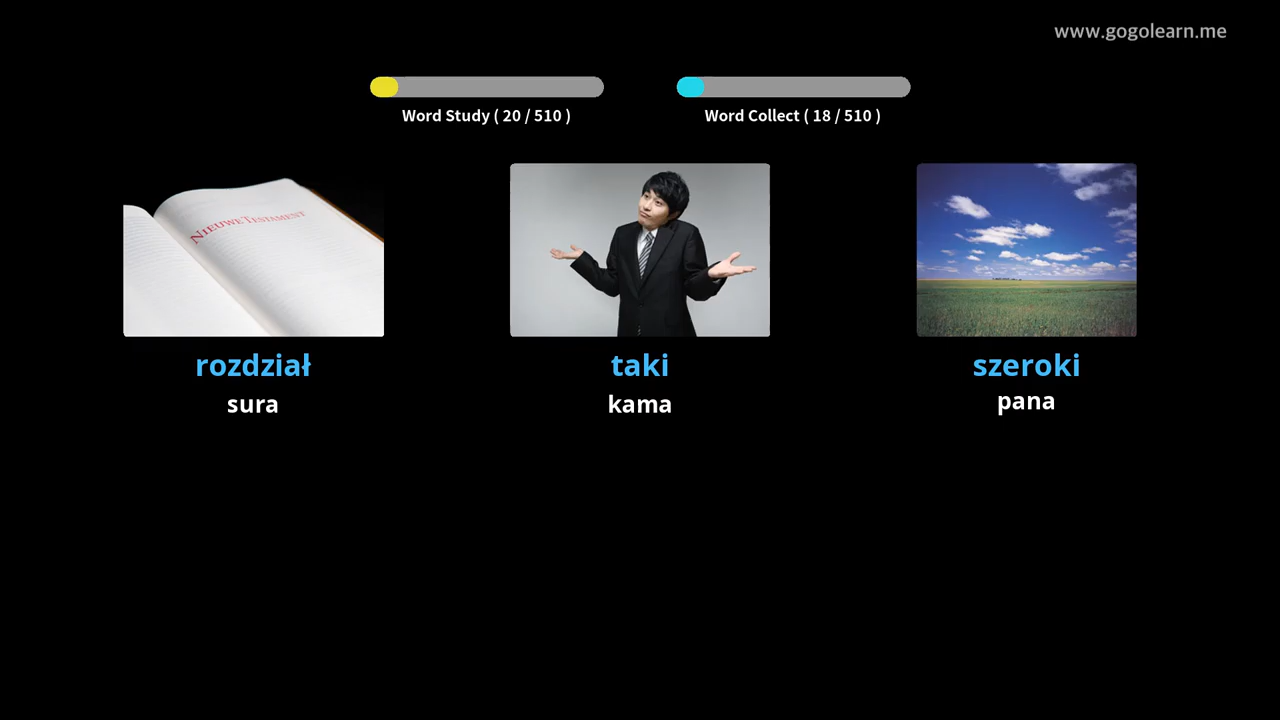 www.gogolearn.me
Word Study ( 20 / 510 )
Word Collect ( 18 / 510 )
NIEUWE TESTAMENT
rozdział
taki
szeroki
sura
kama
pana